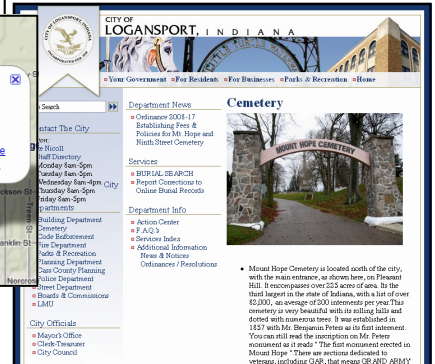 CITY OF
LOGANSPORT, INDIANA
Your Government For Residents For Businesses Parks & Recreation Home
Search
Contact The City
Nicoll
Staff Directory
Monday 8am-5pm
Tuesday 8am-5pm
Wednesday 8am-4pm City
Thursday 8am-5pm
Friday 8am-5pm
Departments
Building Department
Cemetery
Code Enforcement
Fire Department
Parks & Recreation
Planning Department
Cass County Planning
Police Department
Street Department
Boards & Commissions
LMU
City Officials
Mayor's Office
Clerk-Treasurer
City Council
Department News
Ordinance 2008-17
Establishing Fees &
Policies for Mt. Hope and
Ninth Street Cemetery
Services
BURIAL SEARCH
Report Corrections to
Online Burial Records
Department Info
Action Center
F.A.Q.'s
Services Index
Additional Information
News & Notices
Ordinances / Resolutions
Cemetery
MOUNT HOPE CEMETERY
Mount Hope Cemetery is located north of the city,
with the main entrance, as shown here, on Pleasant
Hill. It encompasses over 225 acres of area. Its the
third largest in the state of Indiana, with a list of over
82,000, an average of 300 interments per year. This
cemetery is very beautiful with its rolling hills and
dotted with numerous trees. It was established in
1857 with Mr. Benjamin Peters as its first interment.
You can still read the inscription on Mr. Peters
monument as it reads " The first monument erected in
Mount Hope ". There are sections dedicated to
veterans, including GAR, that means GRAND ARMY